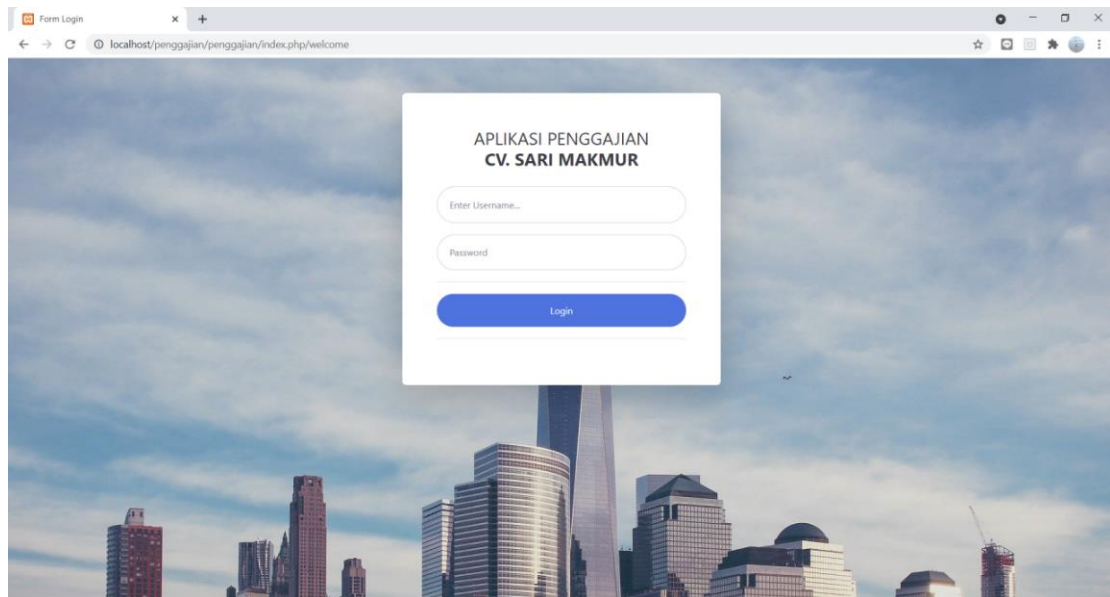 Form Login
localhost/penggajian/penggajian/index.php/welcome
APLIKASI PENGGAJIAN
CV. SARI MAKMUR
Enter Username...
Password
Login